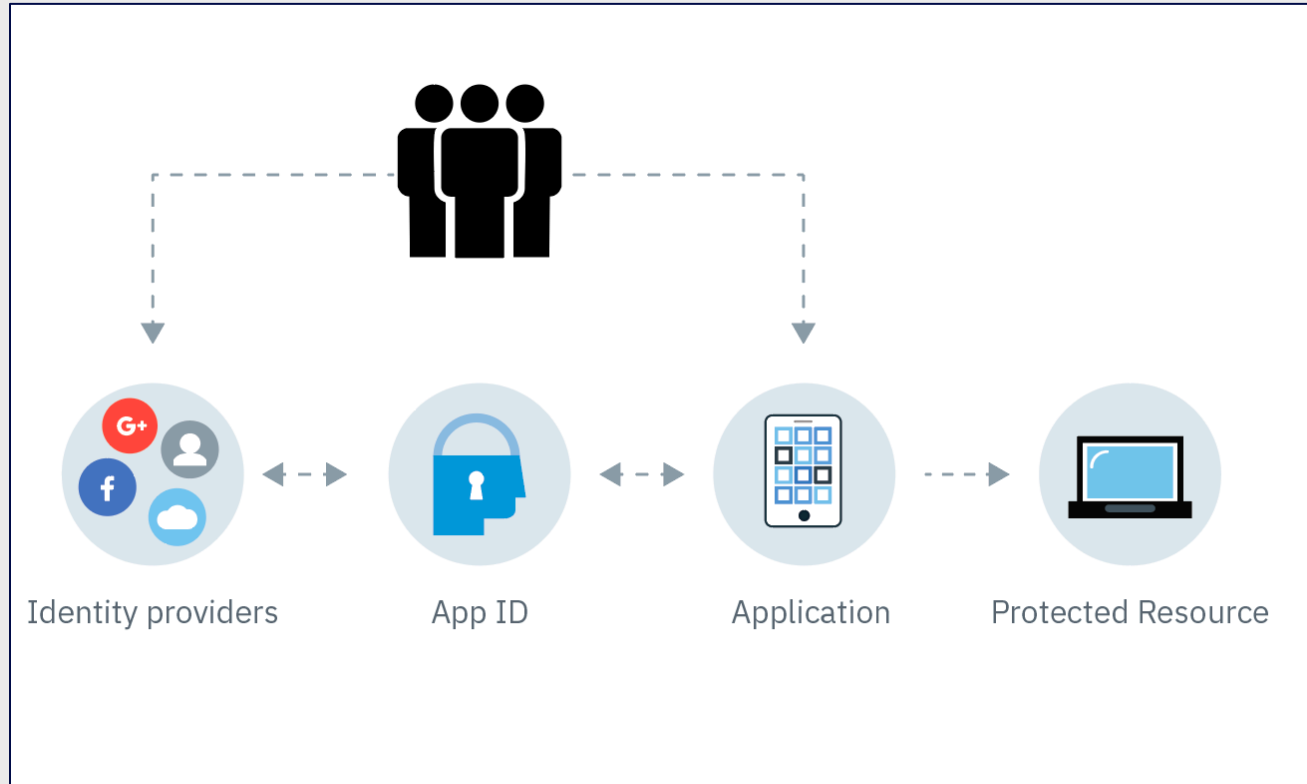 G+
f
Identity providers
App ID
Application
Protected Resource